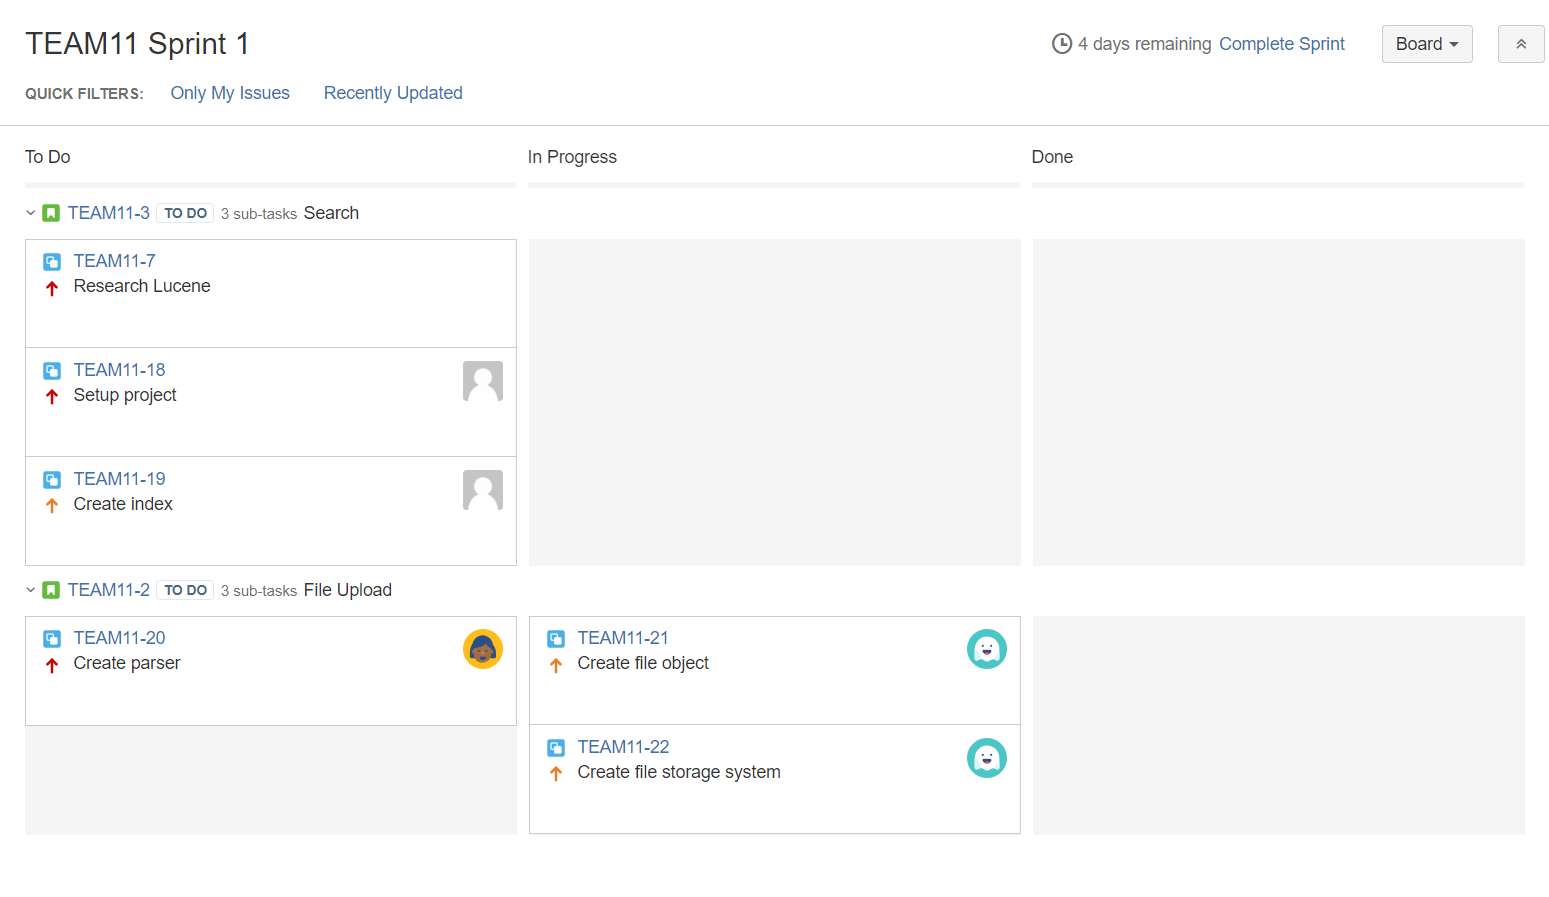 TEAM11 Sprint 1
4 days remaining Complete Sprint Board
QUICK FILTERS: Only My Issues Recently Updated
To Do In Progress Done
TEAM11-3 TO DO 3 sub-tasks Search
TEAM11-7
Research Lucene
TEAM11-18
Setup project
TEAM11-19
Create index
TEAM11-2 TO DO 3 sub-tasks File Upload
TEAM11-20
Create parser
TEAM11-21
Create file object
TEAM11-22
Create file storage system